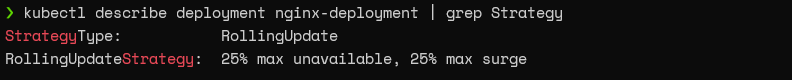 ❯ kubectl describe deployment nginx-deployment | grep Strategy
StrategyType:           RollingUpdate
RollingUpdateStrategy:  25% max unavailable, 25% max surge